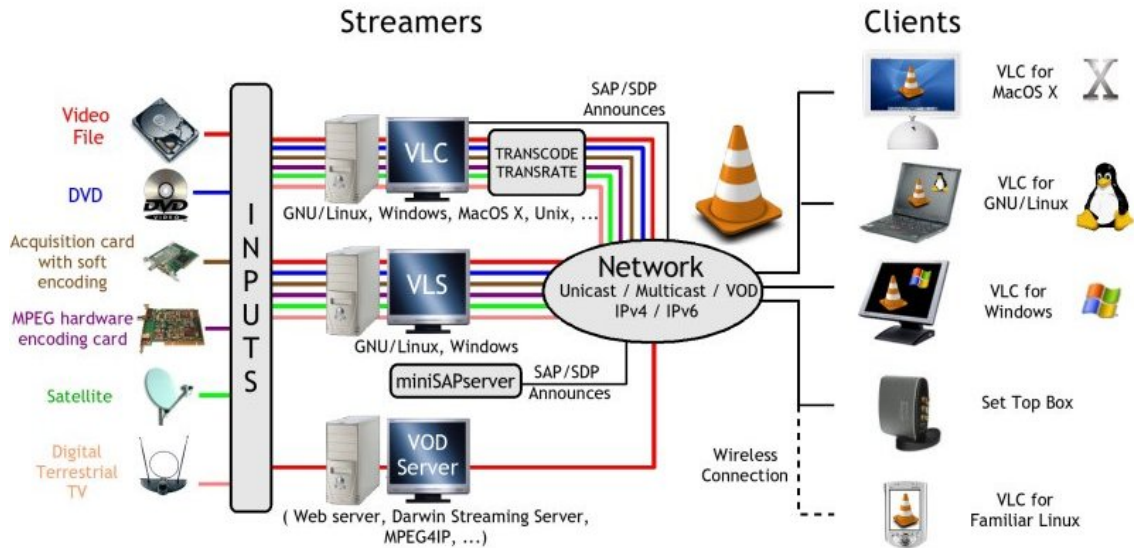 Streamers
Clients
Video
File
DVD
DVD
VIDEO
Acquisition card
with soft
encoding
MPEG hardware
encoding card
Satellite
Digital
Terrestrial
TV
INPUTS
VLC
SAP/SDP
Announces
TRANSCODE
TRANSRATE
GNU/Linux, Windows, MacOS X, Unix, ...
VLS
GNU/Linux, Windows
Network
Unicast / Multicast / VOD
IPv4 / IPv6
miniSAPserver
SAP/SDP
Announces
VOD
Server
( Web server, Darwin Streaming Server,
MPEG4IP, ...)
Wireless
Connection
VLC for
MacOS X
X
VLC for
GNU/Linux
VLC for
Windows
Set Top Box
VLC for
Familiar Linux